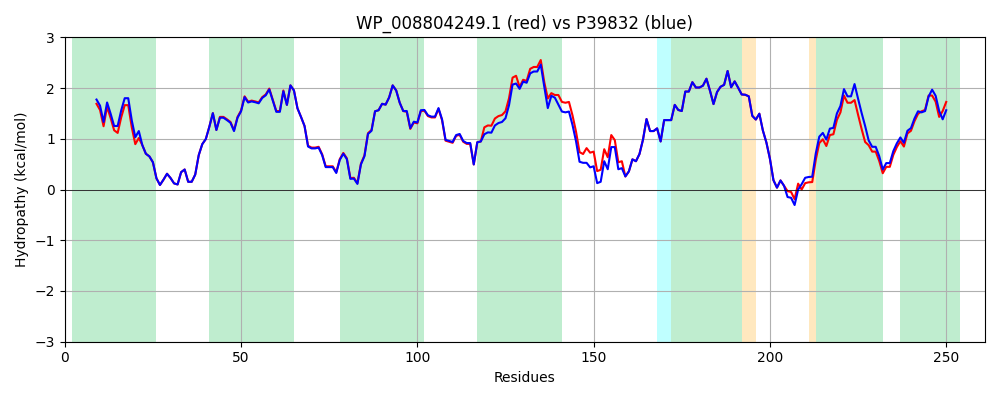 WP_008804249.1 (red) vs P39832 (blue)
Hydropathy (kcal/mol)
3
2
1
0
−1
−2
−3
0 50 100 150 200 250
Residues